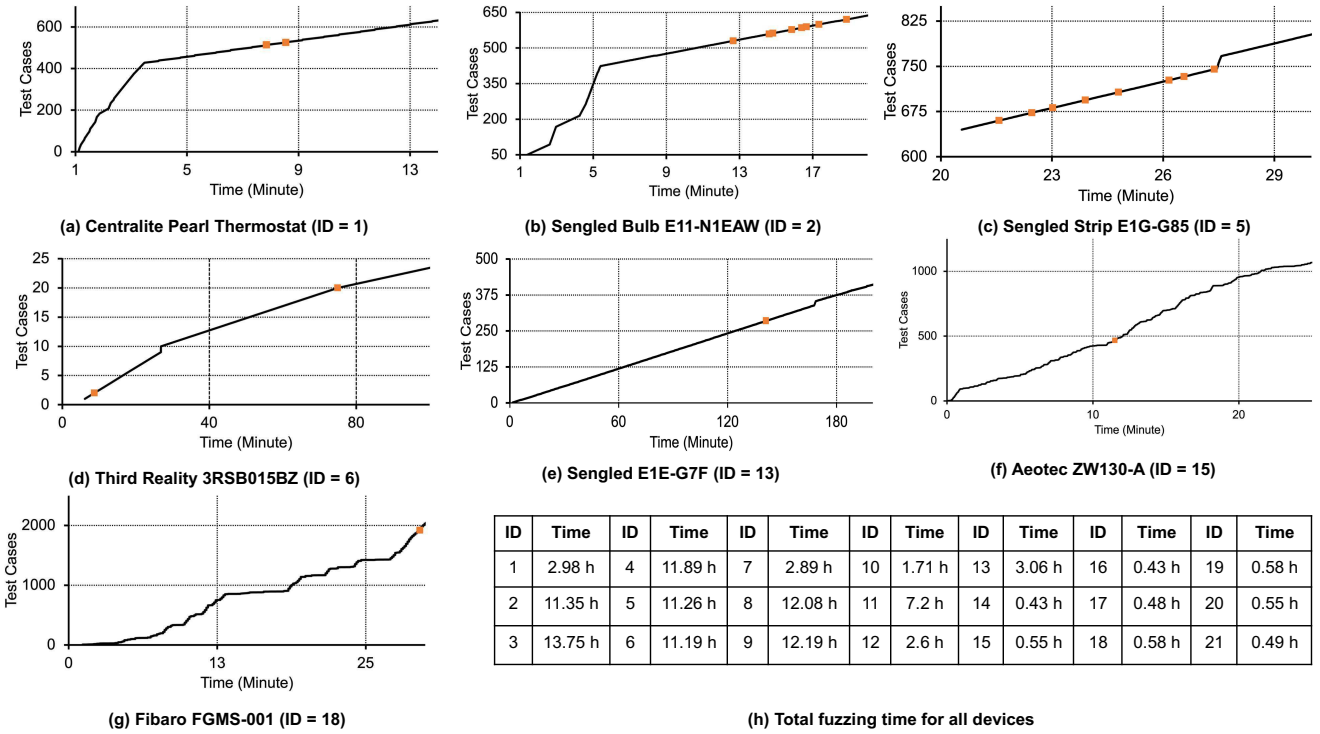 600
400
200
0
1
5
9
13
Test Cases
Time (Minute)
(a) Centralite Pearl Thermostat (ID = 1)
650
500
350
200
50
1
5
9
13
17
Test Cases
Time (Minute)
(b) Sengled Bulb E11-N1EAW (ID = 2)
825
750
675
600
20
23
26
29
Test Cases
Time (Minute)
(c) Sengled Strip E1G-G85 (ID = 5)
25
20
15
10
5
0
0
40
80
Test Cases
Time (Minute)
(d) Third Reality 3RSB015BZ (ID = 6)
500
375
250
125
0
0
60
120
180
Test Cases
Time (Minute)
(e) Sengled E1E-G7F (ID = 13)
1000
500
0
0
10
20
Test Cases
Time (Minute)
(f) Aeotec ZW130-A (ID = 15)
2000
1000
0
0
13
25
Test Cases
Time (Minute)
(g) Fibaro FGMS-001 (ID = 18)
ID Time ID Time ID Time ID Time ID Time ID Time ID Time
1 2.98 h 4 11.89 h 7 2.89 h 10 1.71 h 13 3.06 h 16 0.43 h 19 0.58 h
2 11.35 h 5 11.26 h 8 12.08 h 11 7.2 h 14 0.43 h 17 0.48 h 20 0.55 h
3 13.75 h 6 11.19 h 9 12.19 h 12 2.6 h 15 0.55 h 18 0.58 h 21 0.49 h
(h) Total fuzzing time for all devices